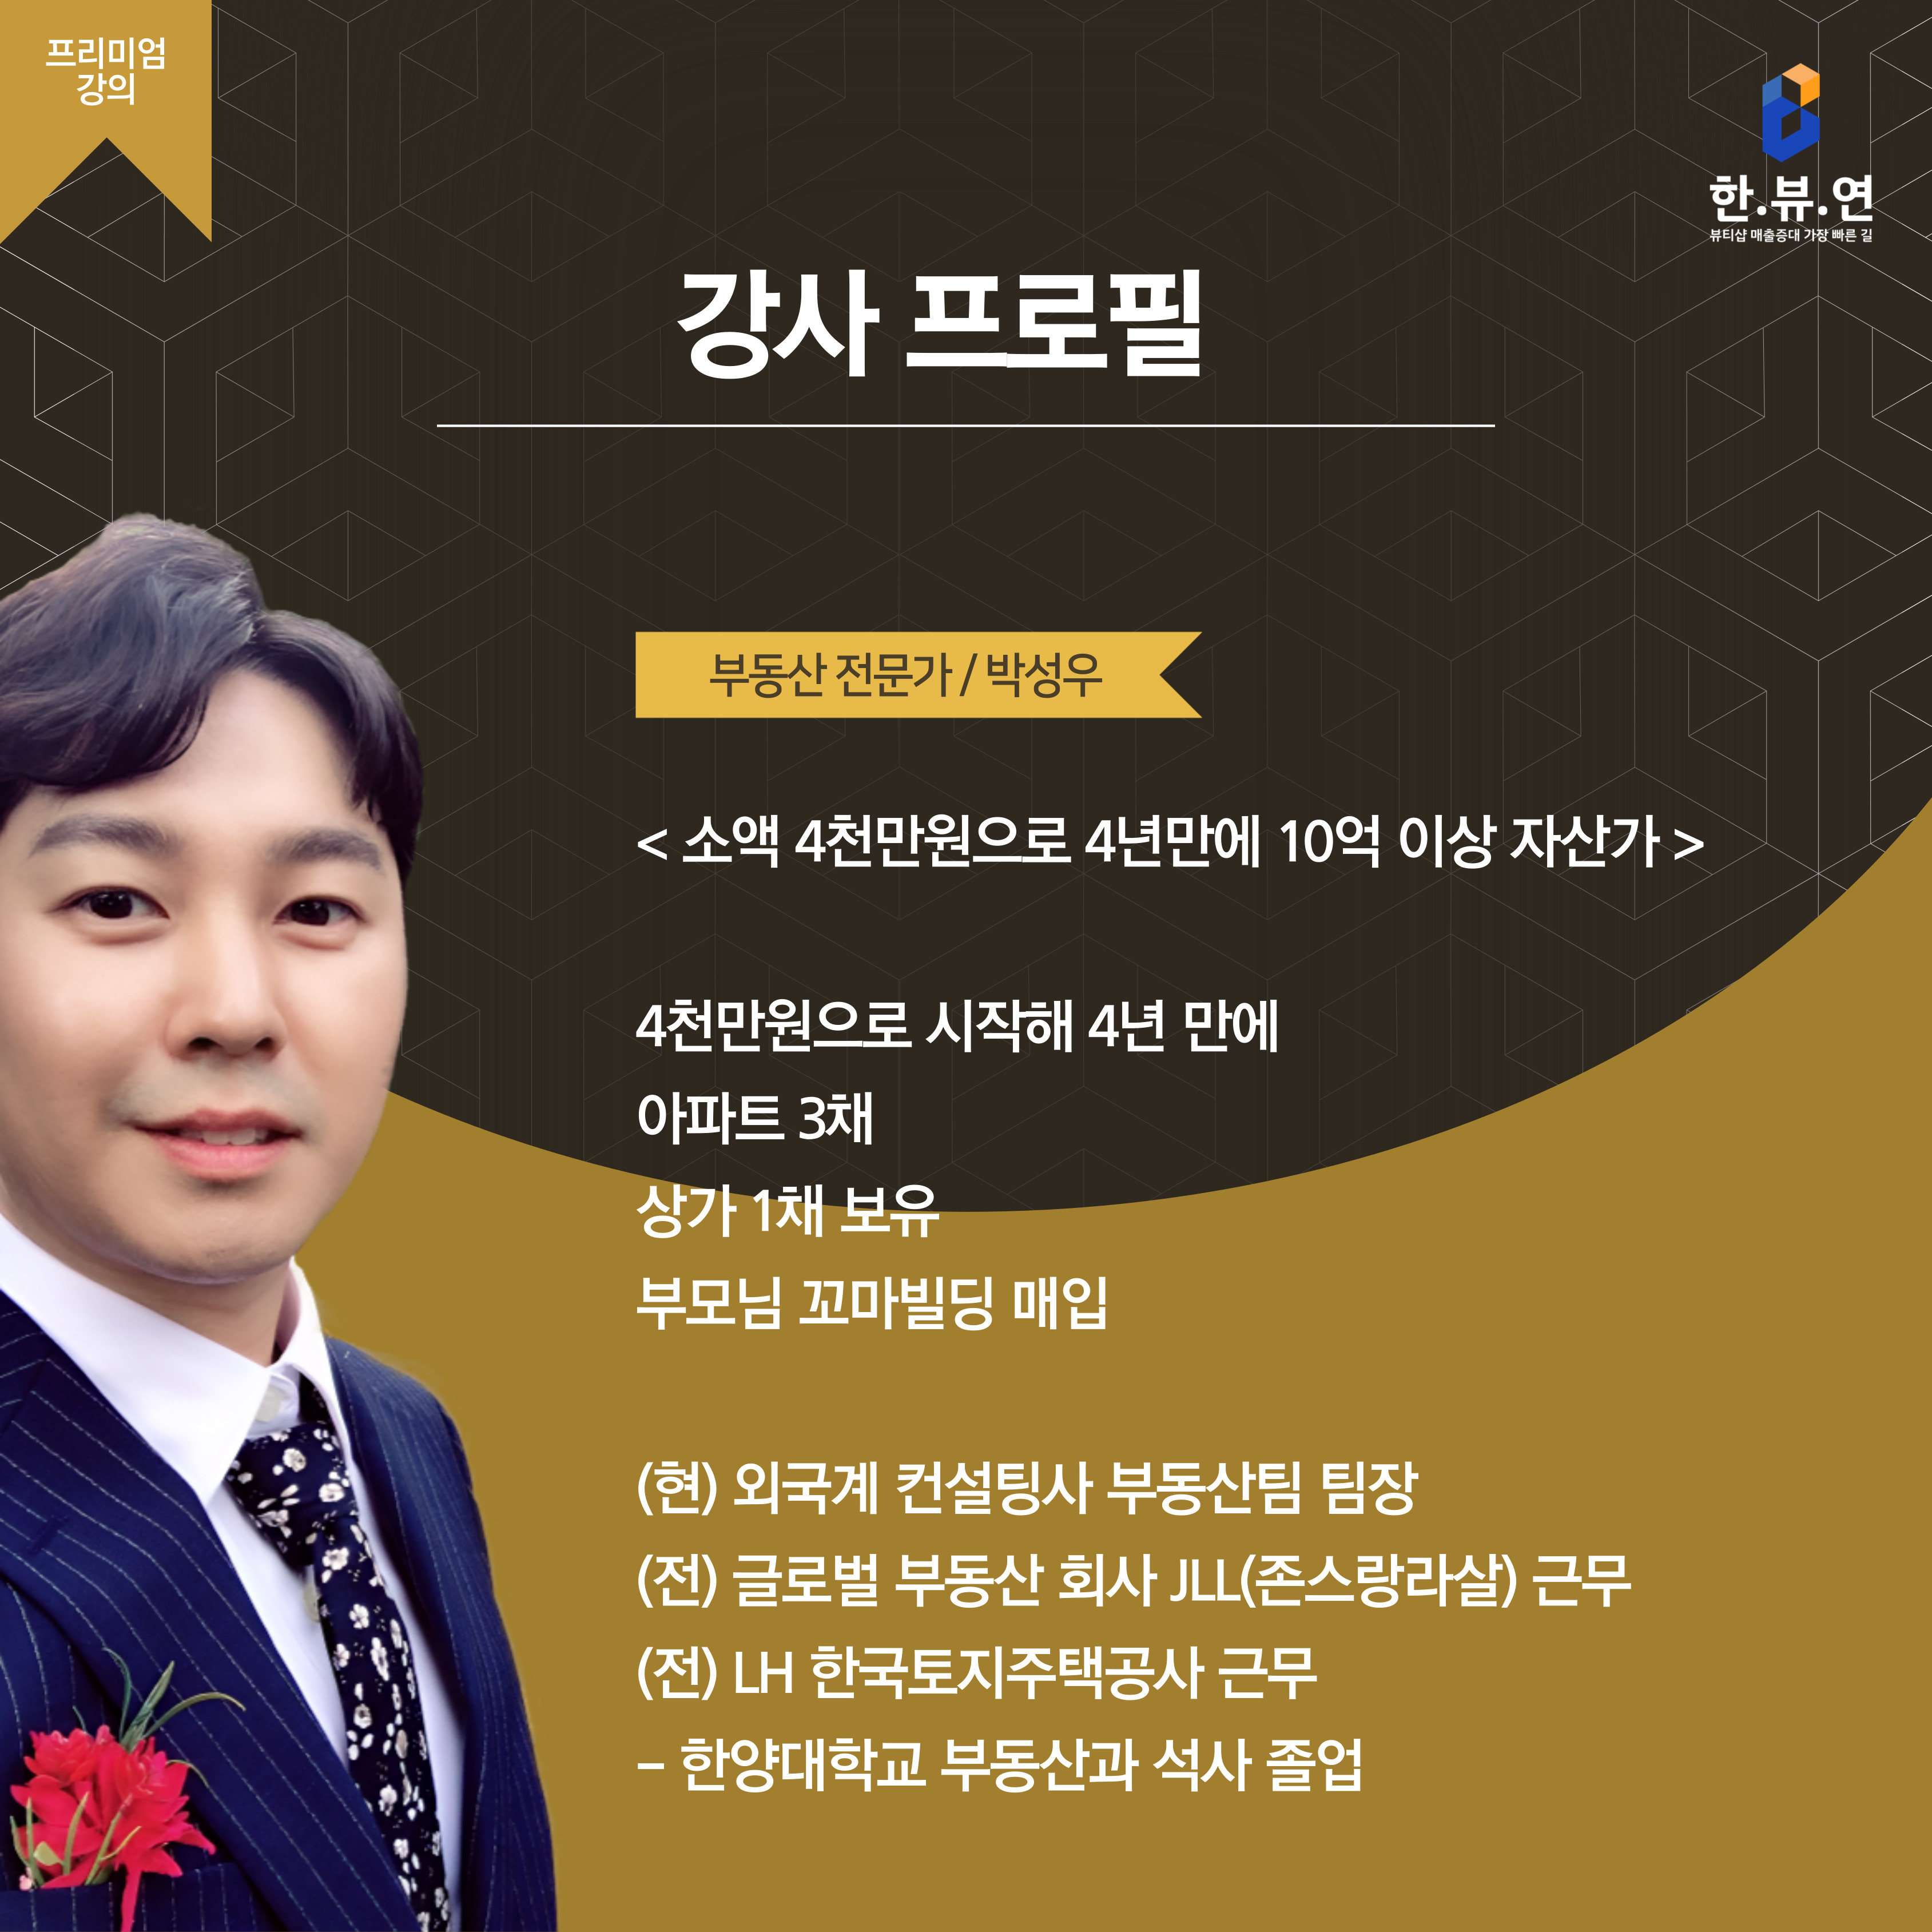 프리미엄
강의
한.뷰.연
뷰티샵 매출증대 가장 빠른 길
강사 프로필
부동산 전문가 / 박성우
< 소액 4천만원으로 4년만에 10억 이상 자산가 >
4천만원으로 시작해 4년 만에
아파트 3채
상가 1채 보유
부모님 꼬마빌딩 매입
(현) 외국계 컨설팅사 부동산팀 팀장
(전) 글로벌 부동산 회사 JLL(존스랑라살) 근무
(전) LH 한국토지주택공사 근무
- 한양대학교 부동산과 석사 졸업